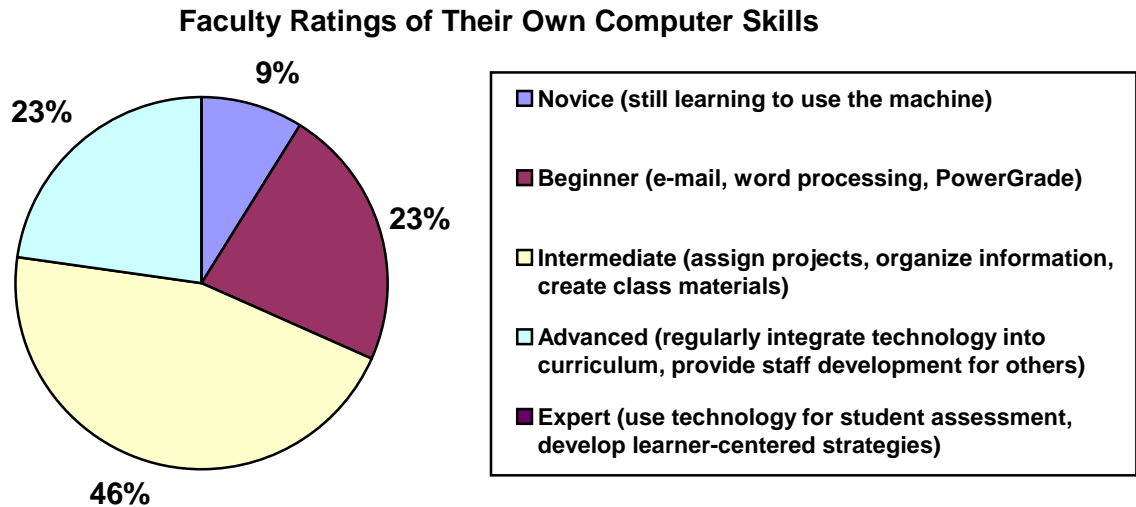 Faculty Ratings of Their Own Computer Skills
9%
23%
46%
23%
Novice (still learning to use the machine)
Beginner (e-mail, word processing, PowerGrade)
Intermediate (assign projects, organize information,
create class materials)
Advanced (regularly integrate technology into
curriculum, provide staff development for others)
Expert (use technology for student assessment,
develop learner-centered strategies)